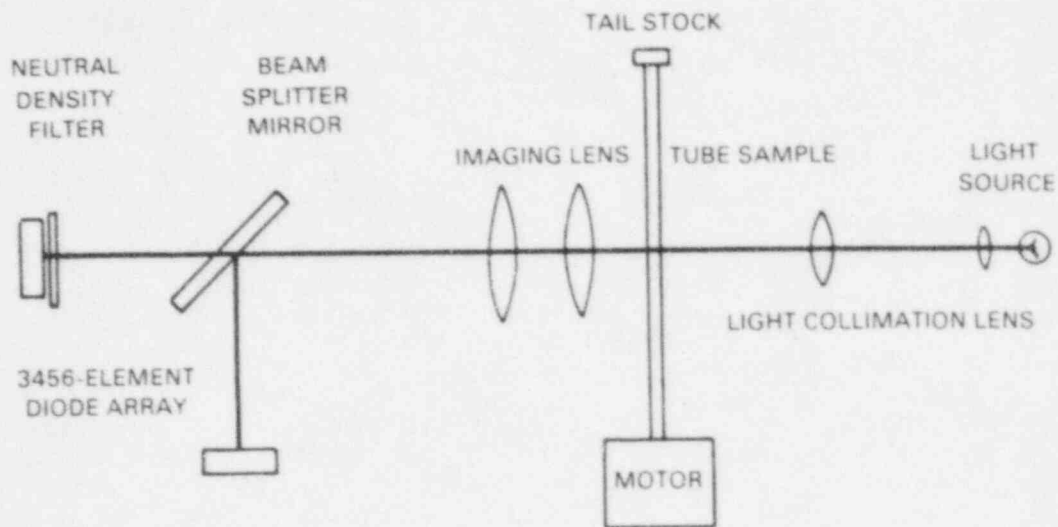 TAIL STOCK
NEUTRAL
DENSITY
FILTER
BEAM
SPLITTER
MIRROR
IMAGING LENS
TUBE SAMPLE
LIGHT
SOURCE
LIGHT COLLIMATION LENS
3456-ELEMENT
DIODE ARRAY
MOTOR